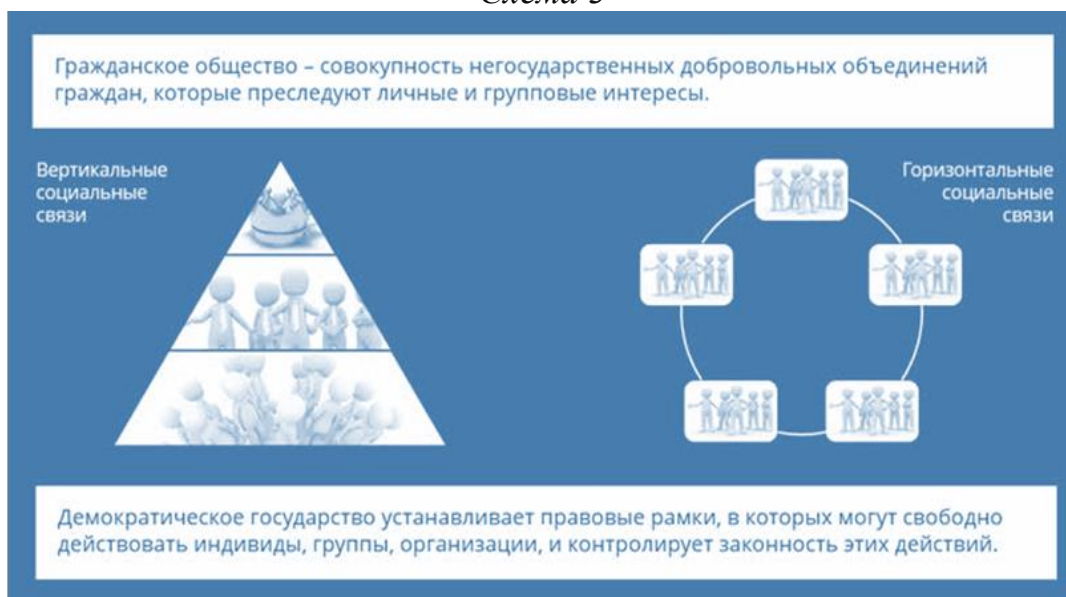 Гражданское общество – совокупность негосударственных добровольных объединений
граждан, которые преследуют личные и групповые интересы.
Вертикальные
социальные
связи
Горизонтальные
социальные
связи
Демократическое государство устанавливает правовые рамки, в которых могут свободно
действовать индивиды, группы, организации, и контролирует законность этих действий.